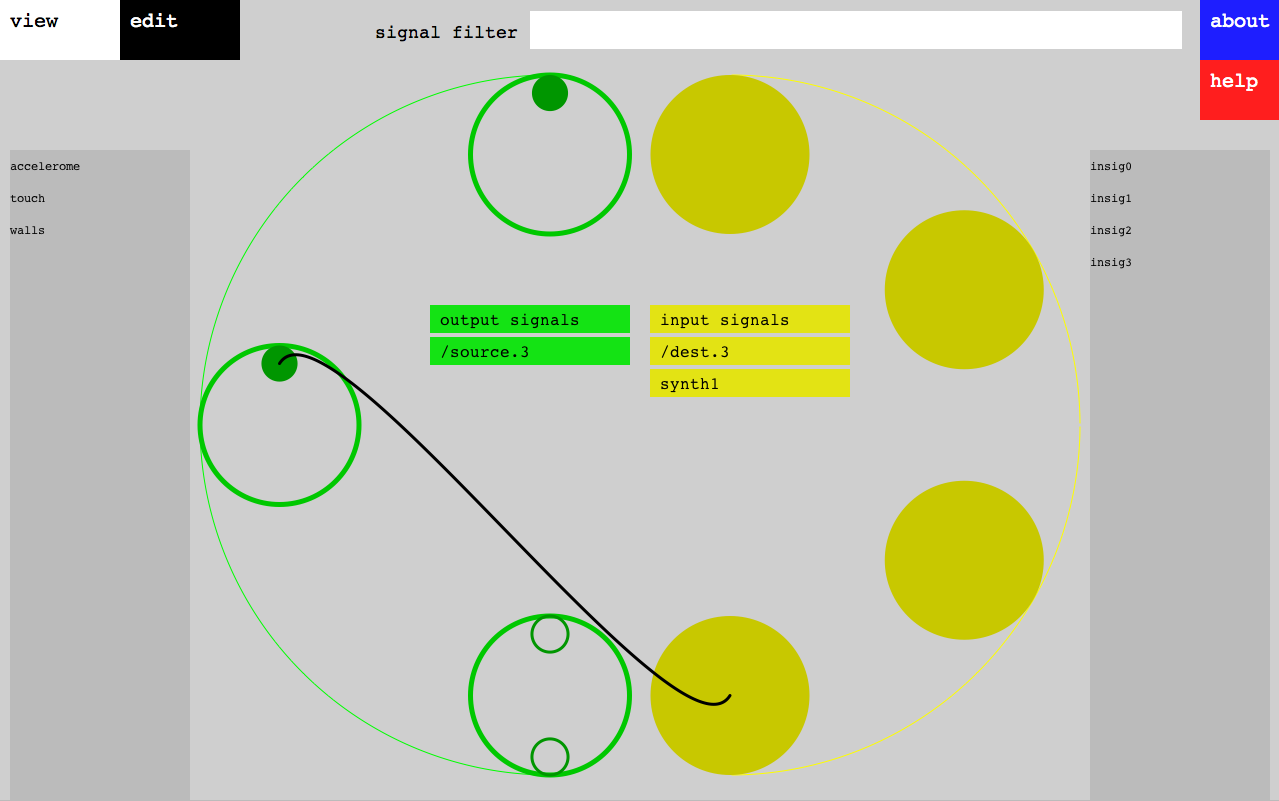 view
edit
signal filter
about
help
accelerome
touch
walls
output signals
/source.3
input signals
/dest.3
synth1
insig0
insig1
insig2
insig3